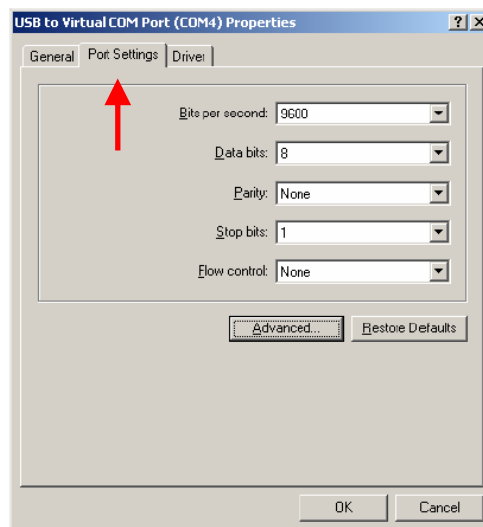 USB to Virtual COM Port (COM4) Properties
General Port Settings Driver
Bits per second: 9600
Data bits: 8
Parity: None
Stop bits: 1
Flow control: None
Advanced... Restore Defaults
OK Cancel